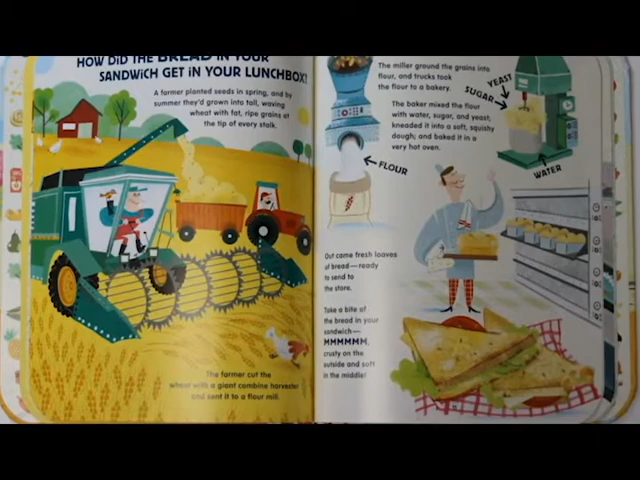 HOW DiD THE BREAD iN YOUR
SANDWiCH GET iN YOUR LUNCHBOX?
A farmer planted seeds in spring, and by
summer they'd grown into tall, waving
wheat with fat, ripe grains at
the tip of every stalk.
The farmer cut the
wheat with a giant combine harvester
and sent it to a flour mill.
The miller ground the grains into
flour, and trucks took
the flour to a bakery.
The baker mixed the flour
with water, sugar, and yeast;
kneaded it into a soft, squishy
dough; and baked it in a
very hot oven.
YEAST
SUGAR
WATER
FLOUR
Out came fresh loaves
of bread—ready
to send to
the store.
Take a bite of
the bread in your
sandwich—
MMMMMM,
crusty on the
outside and soft
in the middle!